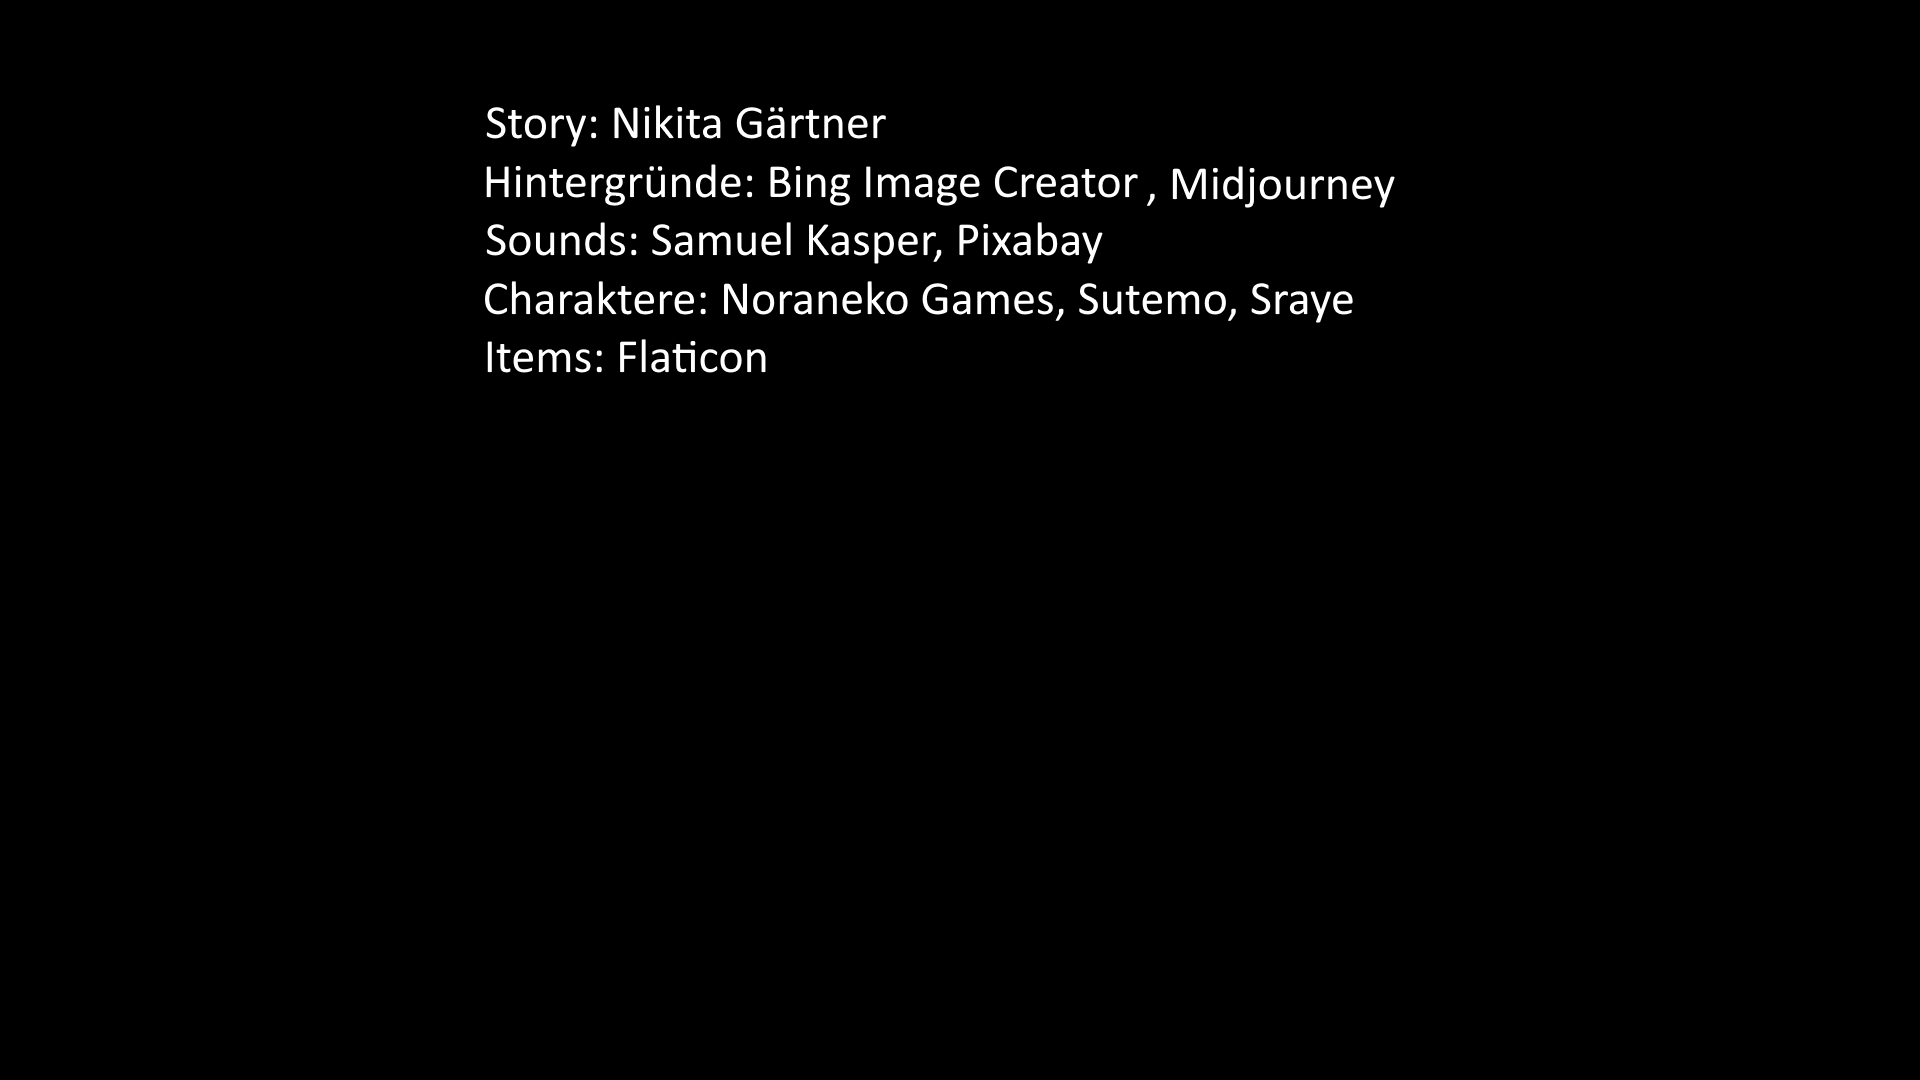 Story: Nikita Gärtner
Hintergründe: Bing Image Creator , Midjourney
Sounds: Samuel Kasper, Pixabay
Charaktere: Noraneko Games, Sutemo, Sraye
Items: Flaticon